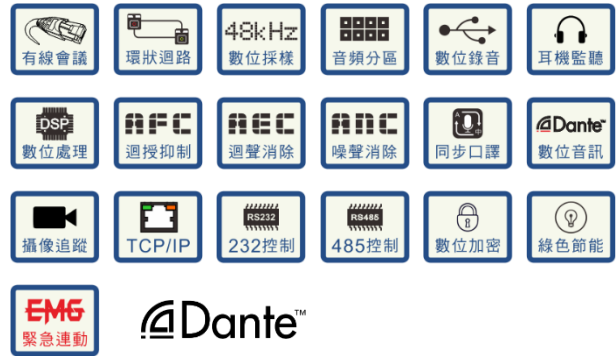 有線會議
環狀迴路
48kHz
數位採樣
音頻分區
數位錄音
耳機監聽
DSP
數位處理
AFC
迴授抑制
AEC
迴聲消除
ANC
噪聲消除
A 中
同步口譯
Dante™
數位音訊
攝像追蹤
TCP/IP
RS232
232控制
RS485
485控制
數位加密
綠色節能
EMG
緊急連動
Dante™